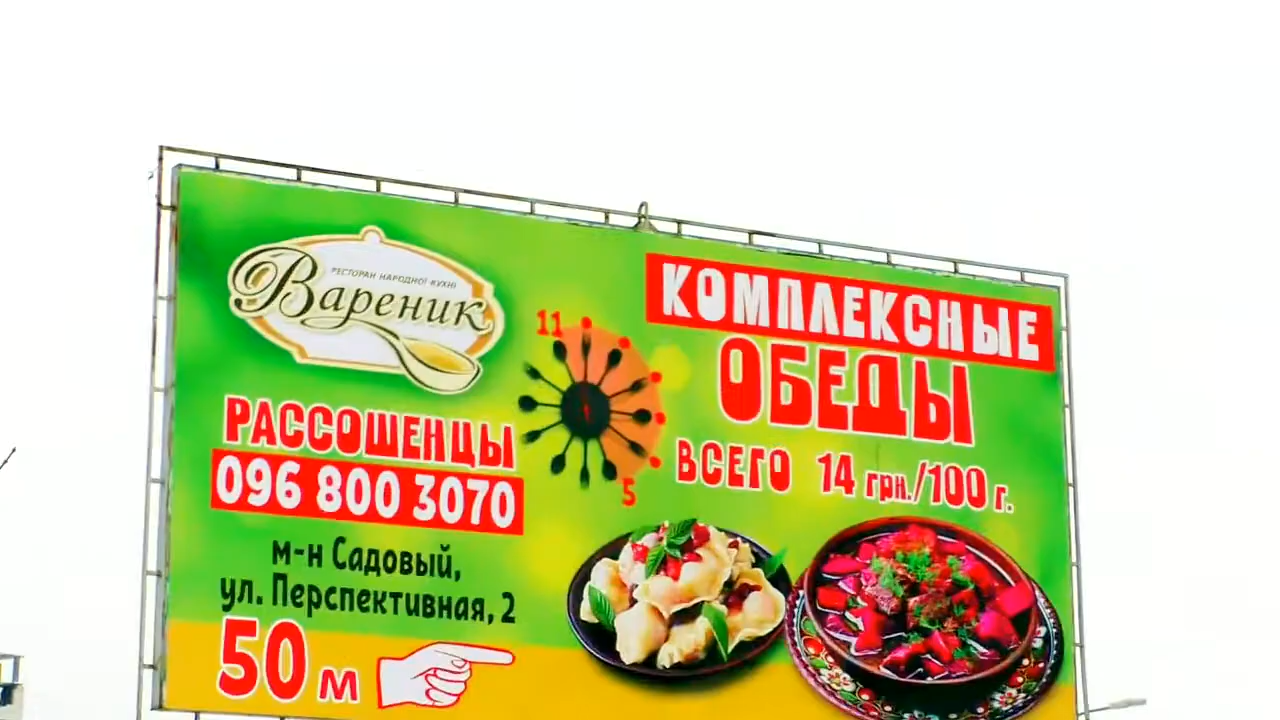 РЕСТОРАН НАРОДНОЇ КУХНІ
Вареник
КОМПЛЕКСНЫЕ
ОБЕДЫ
11
5
ВСЕГО 14 грн./100 г.
РАССОШЕНЦЫ
096 800 3070
м-н Садовый,
ул. Перспективная, 2
50 м